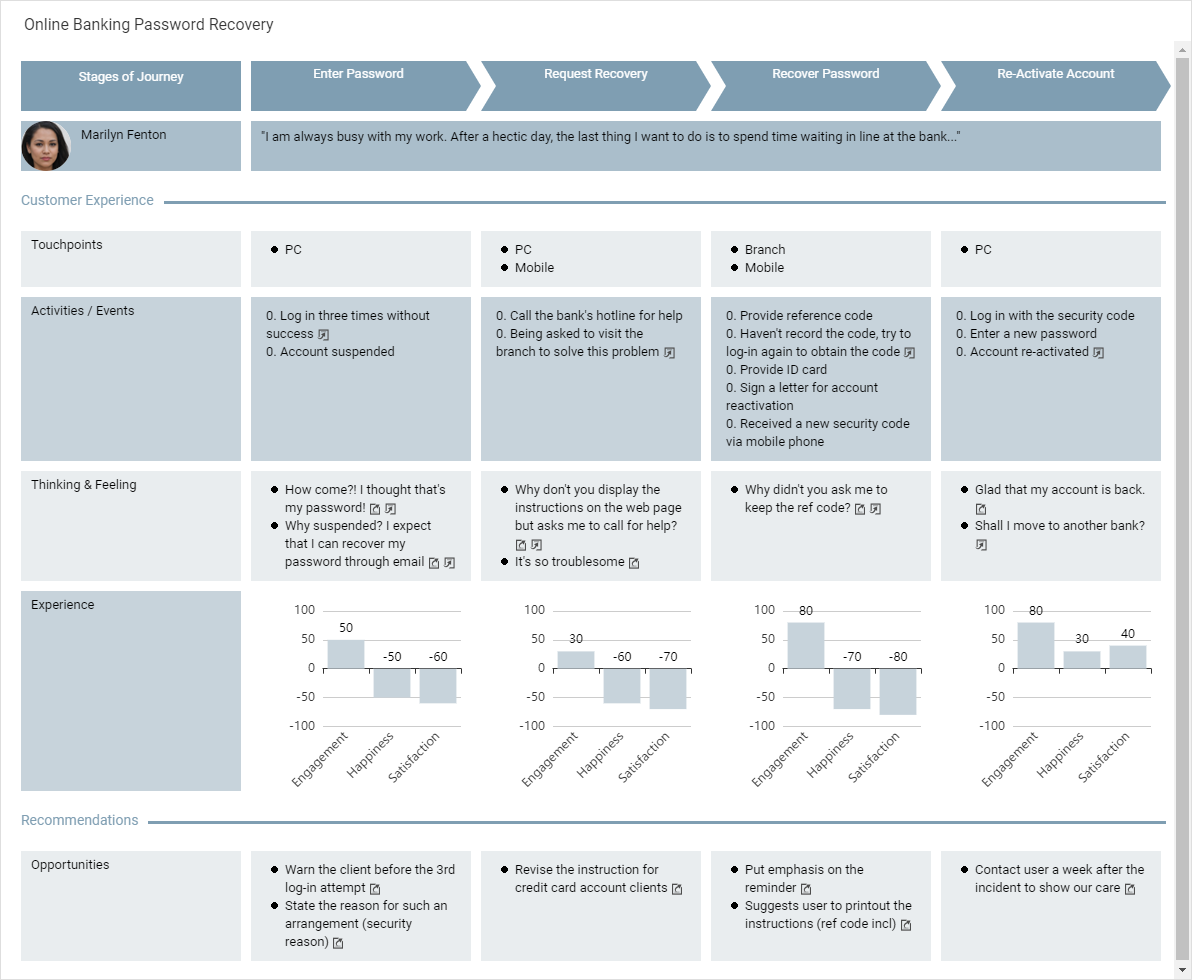 Online Banking Password Recovery
Stages of Journey
Enter Password
Request Recovery
Recover Password
Re-Activate Account
Marilyn Fenton
"I am always busy with my work. After a hectic day, the last thing I want to do is to spend time waiting in line at the bank..."
Customer Experience
Touchpoints
PC
PC
Mobile
Branch
Mobile
PC
Activities / Events
0. Log in three times without
success
0. Account suspended
0. Call the bank's hotline for help
0. Being asked to visit the
branch to solve this problem
0. Provide reference code
0. Haven't record the code, try to
log-in again to obtain the code
0. Provide ID card
0. Sign a letter for account
reactivation
0. Received a new security code
via mobile phone
0. Log in with the security code
0. Enter a new password
0. Account re-activated
Thinking & Feeling
How come?! I thought that's
my password!
Why suspended? I expect
that I can recover my
password through email
Why don't you display the
instructions on the web page
but asks me to call for help?
It's so troublesome
Why didn't you ask me to
keep the ref code?
Glad that my account is back.
Shall I move to another bank?
Experience
100
50
0
-50
-100
50
-50
-60
Engagement
Happiness
Satisfaction
100
50
0
-50
-100
30
-60
-70
Engagement
Happiness
Satisfaction
100
50
0
-50
-100
80
-70
-80
Engagement
Happiness
Satisfaction
100
50
0
-50
-100
80
30
40
Engagement
Happiness
Satisfaction
Recommendations
Opportunities
Warn the client before the 3rd
log-in attempt
State the reason for such an
arrangement (security
reason)
Revise the instruction for
credit card account clients
Put emphasis on the
reminder
Suggests user to printout the
instructions (ref code incl)
Contact user a week after the
incident to show our care